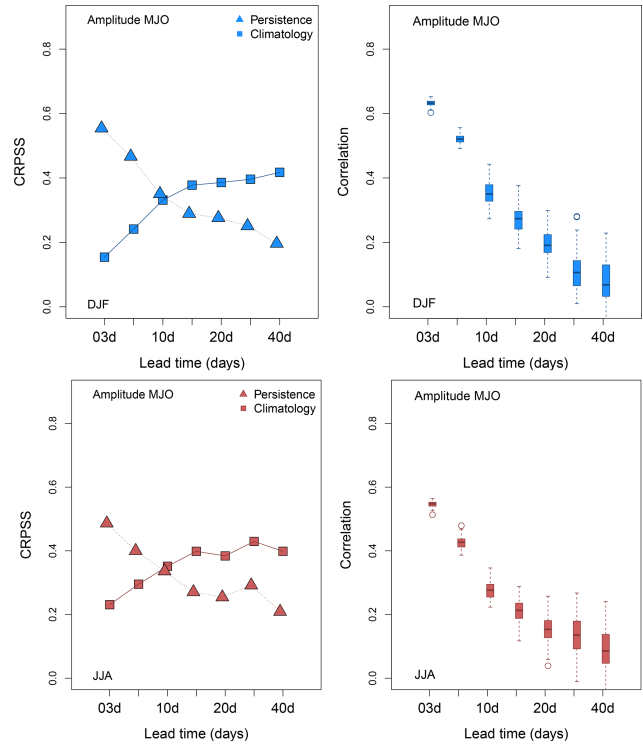 Amplitude MJO
Persistence
Climatology
CRPSS
0.8
0.6
0.4
0.2
0.0
DJF
03d 10d 20d 40d
Lead time (days)
Amplitude MJO
Correlation
0.8
0.6
0.4
0.2
0.0
DJF
03d 10d 20d 40d
Lead time (days)
Amplitude MJO
Persistence
Climatology
CRPSS
0.8
0.6
0.4
0.2
0.0
JJA
03d 10d 20d 40d
Lead time (days)
Amplitude MJO
Correlation
0.8
0.6
0.4
0.2
0.0
JJA
03d 10d 20d 40d
Lead time (days)